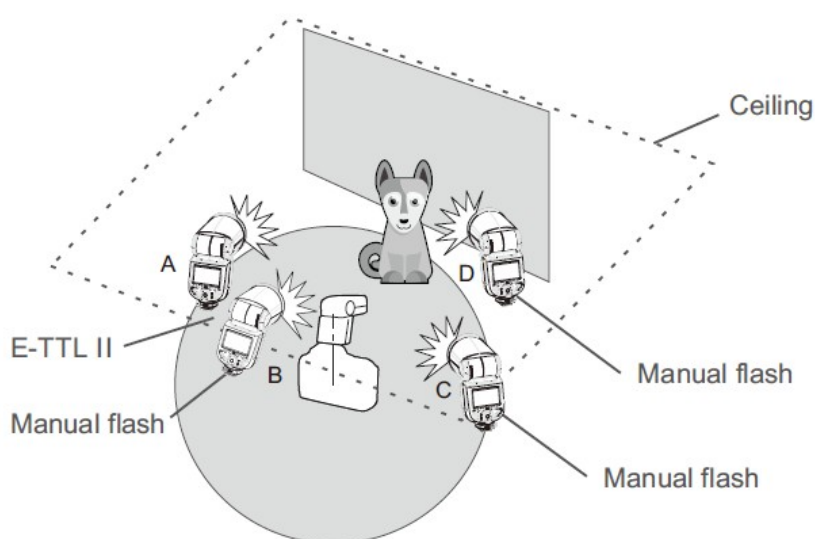 Ceiling
A
D
E-TTL II
B
Manual flash
C
Manual flash
Manual flash